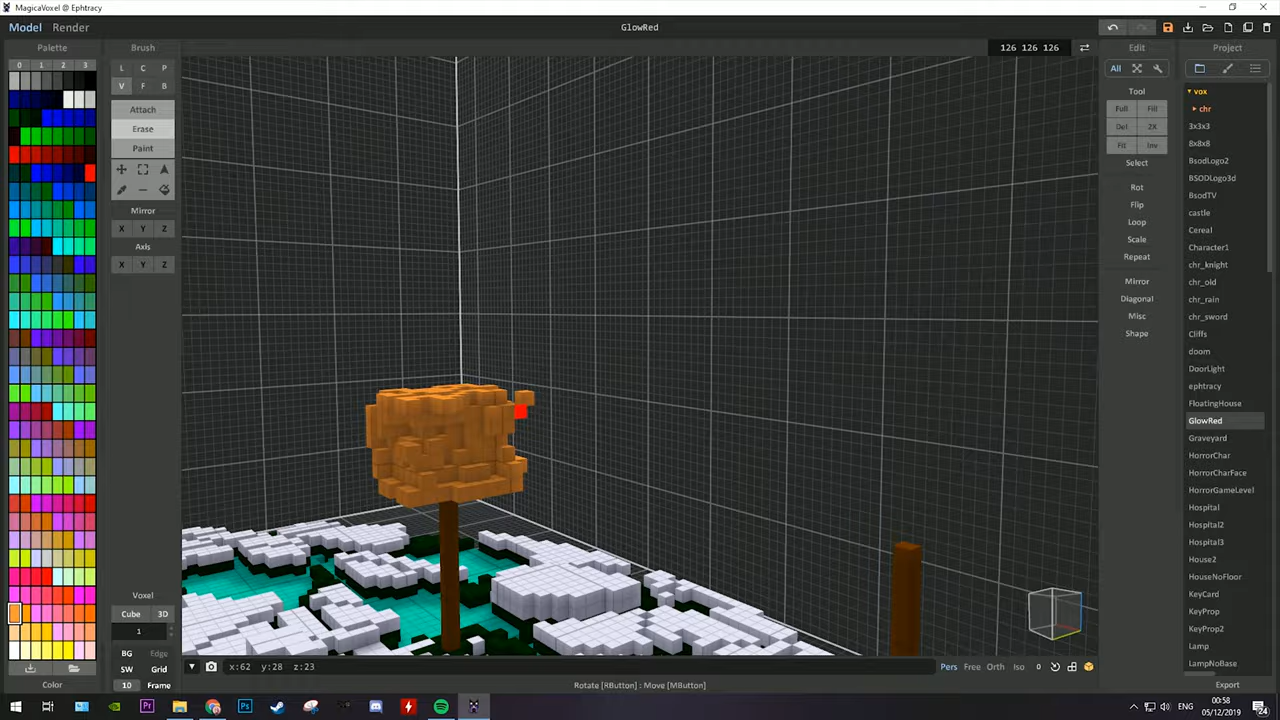 MagicaVoxel @ Ephtracy
Model Render
GlowRed
126 126 126
Palette
0 1 2 3
Color
Brush
L C P
V F B
Attach
Erase
Paint
Mirror
X Y Z
Axis
X Y Z
Voxel
Cube 3D
1
BG Edge
SW Grid
10 Frame
x:62 y:28 z:23
Pers Free Orth Iso 0
Rotate [RButton] : Move [MButton]
Edit
All
Tool
Full Fill
Del 2X
Fit Inv
Select
Rot
Flip
Loop
Scale
Repeat
Mirror
Diagonal
Misc
Shape
Project
vox
chr
3x3x3
8x8x8
BsodLogo2
BSODLogo3d
BsodTV
castle
Cereal
Character1
chr_knight
chr_old
chr_rain
chr_sword
Cliffs
doom
DoorLight
ephtracy
FloatingHouse
GlowRed
Graveyard
HorrorChar
HorrorCharFace
HorrorGameLevel
Hospital
Hospital2
Hospital3
House2
HouseNoFloor
KeyCard
KeyProp
KeyProp2
Lamp
LampNoBase
Export
Pr Ps
ENG
00:58
05/12/2019
24